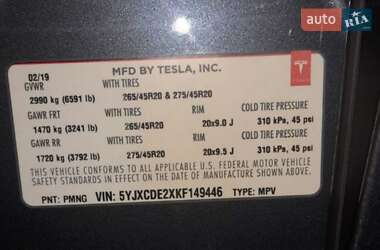 auto RIA
MFD BY TESLA, INC.
02/19
GVWR WITH TIRES
2990 kg (6591 lb) 265/45R20 & 275/45R20
GAWR FRT WITH TIRES RIM COLD TIRE PRESSURE
1470 kg (3241 lb) 265/45R20 20x9.0 J 310 kPa, 45 psi
GAWR RR WITH TIRES RIM COLD TIRE PRESSURE
1720 kg (3792 lb) 275/45R20 20x9.5 J 310 kPa, 45 psi
THIS VEHICLE CONFORMS TO ALL APPLICABLE U.S. FEDERAL MOTOR VEHICLE
SAFETY STANDARDS IN EFFECT ON THE DATE OF MANUFACTURE SHOWN ABOVE.
PNT: PMNG VIN: 5YJXCDE2XKF149446 TYPE: MPV